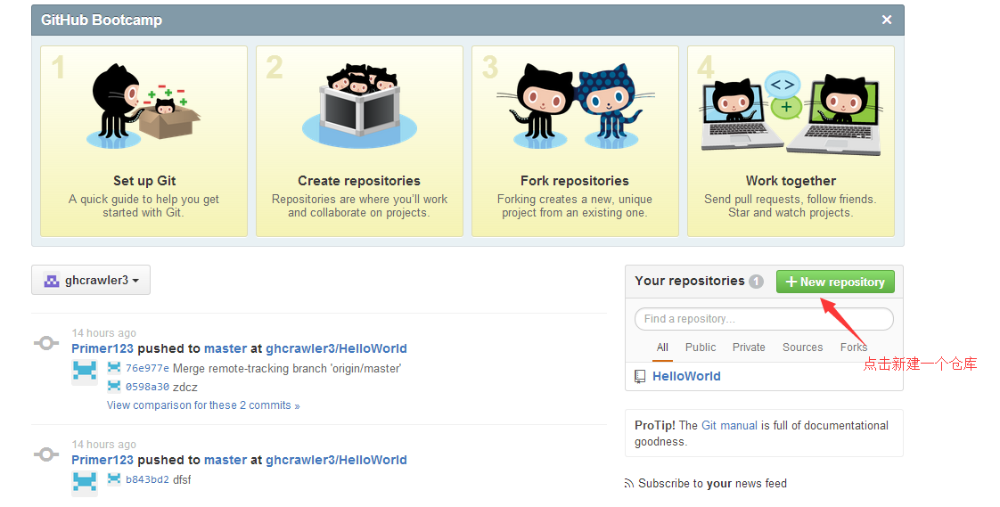 GitHub Bootcamp
×
1
2
3
4
<>
+
Set up Git
A quick guide to help you get
started with Git.
Create repositories
Repositories are where you'll work
and collaborate on projects.
Fork repositories
Forking creates a new, unique
project from an existing one.
Work together
Send pull requests, follow friends.
Star and watch projects.
ghcrawler3
14 hours ago
Primer123 pushed to master at ghcrawler3/HelloWorld
76e977e Merge remote-tracking branch 'origin/master'
0598a30 zdcz
View comparison for these 2 commits »
14 hours ago
Primer123 pushed to master at ghcrawler3/HelloWorld
b843bd2 dfsf
Your repositories 1
+ New repository
Find a repository...
All Public Private Sources Forks
点击新建一个仓库
HelloWorld
ProTip! The Git manual is full of documentational
goodness.
Subscribe to your news feed